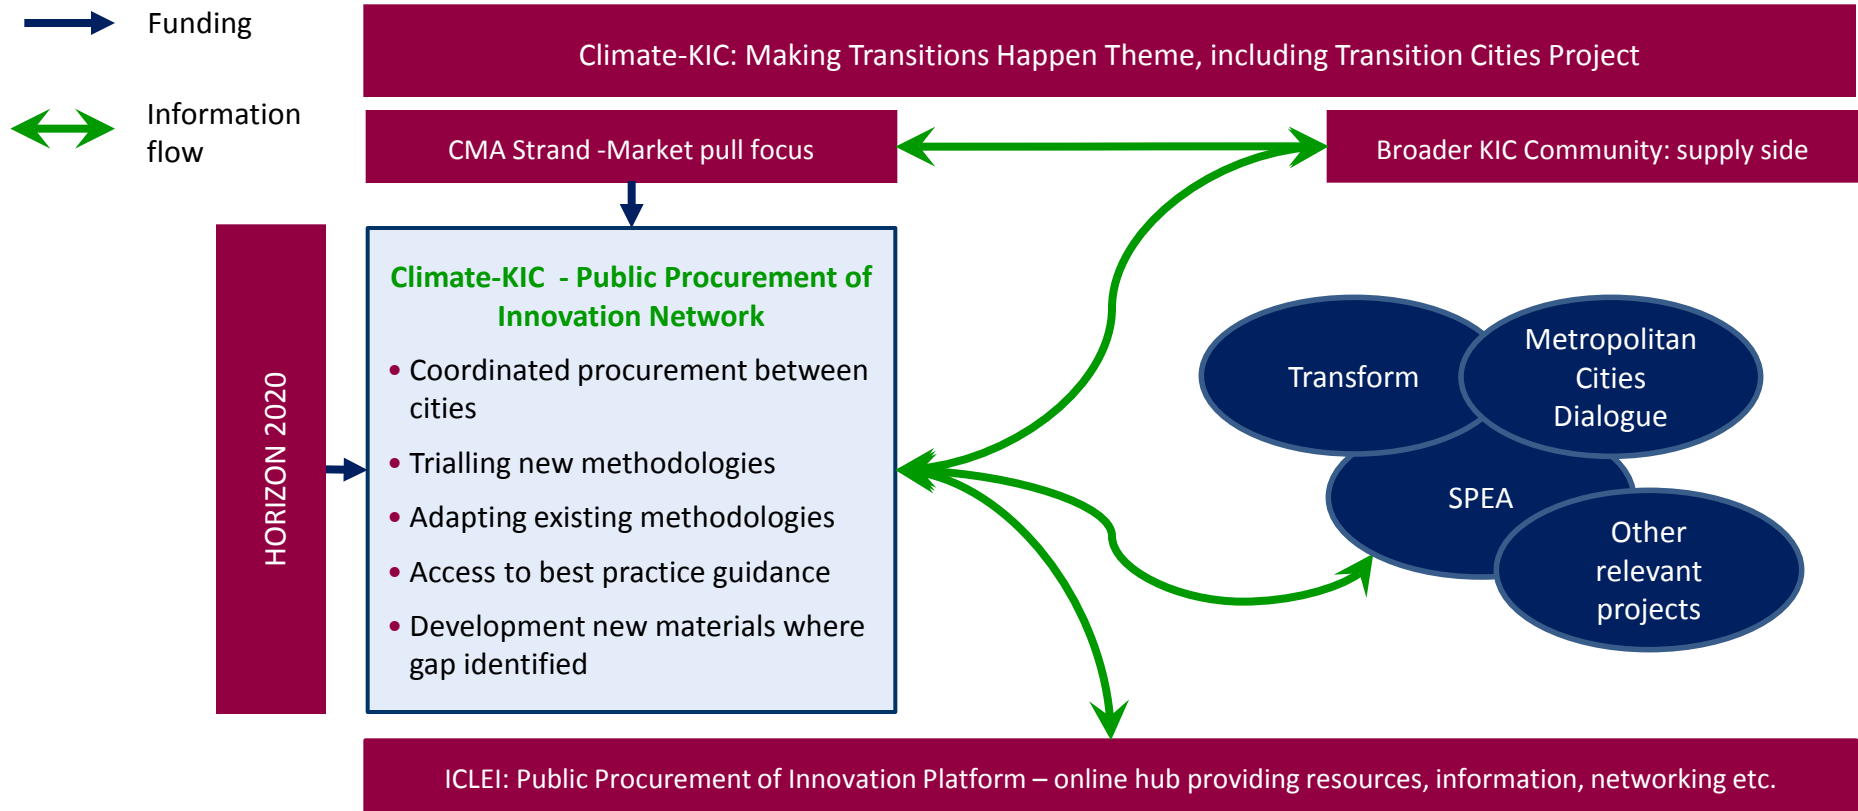 Funding
Information
flow
Climate-KIC: Making Transitions Happen Theme, including Transition Cities Project
CMA Strand -Market pull focus
Broader KIC Community: supply side
HORIZON 2020
Climate-KIC - Public Procurement of
Innovation Network
• Coordinated procurement between
cities
• Trialling new methodologies
• Adapting existing methodologies
• Access to best practice guidance
• Development new materials where
gap identified
Transform
Metropolitan
Cities
Dialogue
SPEA
Other
relevant
projects
ICLEI: Public Procurement of Innovation Platform – online hub providing resources, information, networking etc.